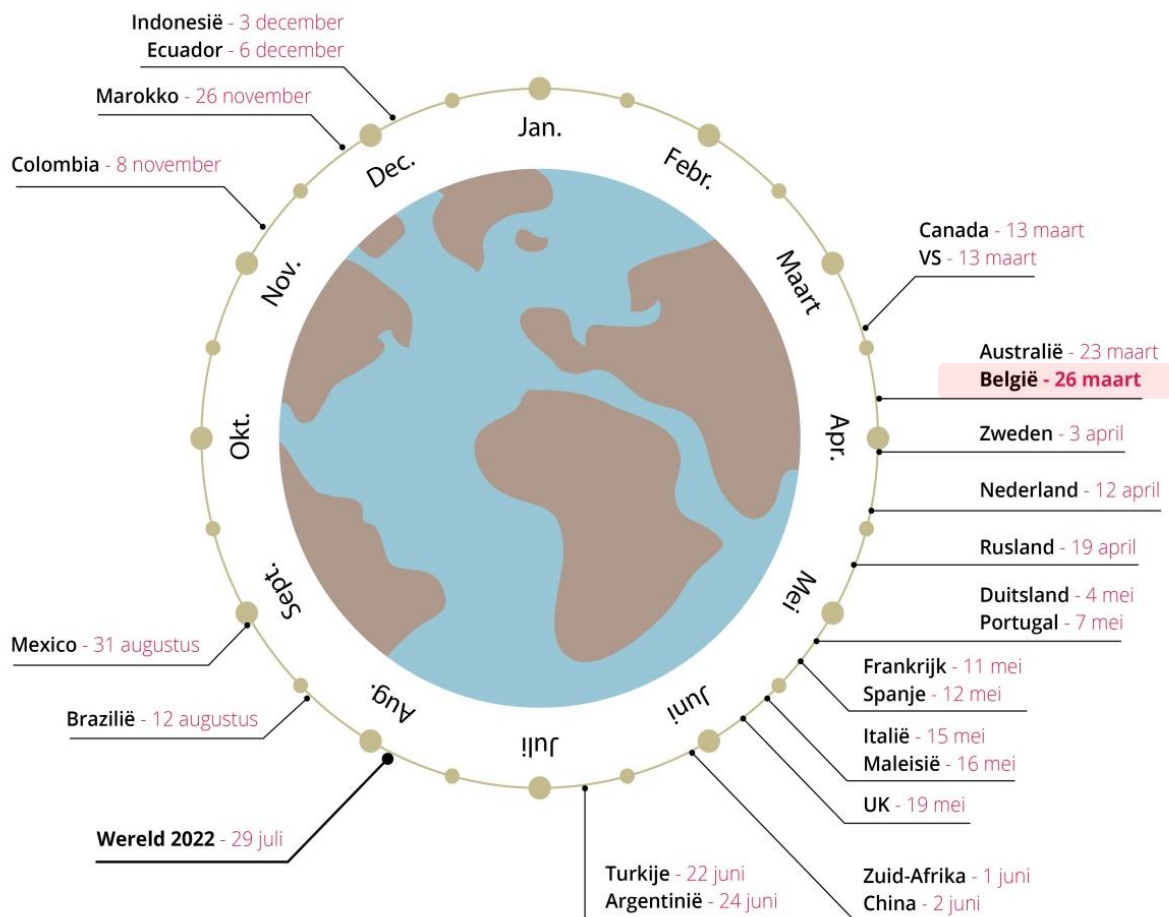 Indonesië - 3 december
Ecuador - 6 december
Marokko - 26 november
Colombia - 8 november
Jan.
Febr.
Maart
Apr.
Mei
Juni
Juli
Aug.
Sept.
Okt.
Nov.
Dec.
Canada - 13 maart
VS - 13 maart
Australië - 23 maart
België - 26 maart
Zweden - 3 april
Nederland - 12 april
Rusland - 19 april
Duitsland - 4 mei
Portugal - 7 mei
Frankrijk - 11 mei
Spanje - 12 mei
Italië - 15 mei
Maleisië - 16 mei
UK - 19 mei
Zuid-Afrika - 1 juni
China - 2 juni
Turkije - 22 juni
Argentinië - 24 juni
Wereld 2022 - 29 juli
Brazilië - 12 augustus
Mexico - 31 augustus